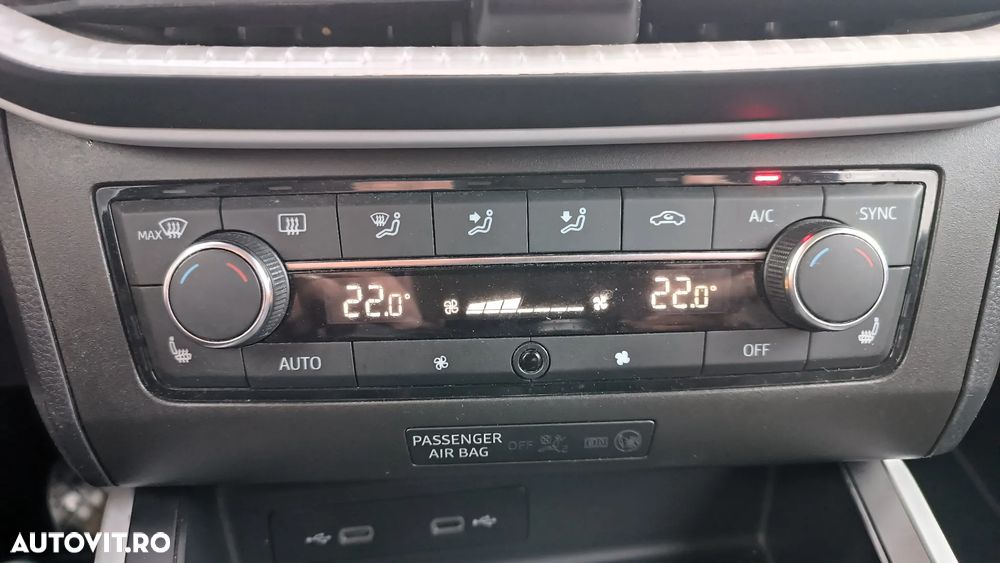 MAX
A/C
SYNC
22.0°
22.0°
AUTO
OFF
PASSENGER
AIR BAG
OFF
ON
AUTOVIT.RO